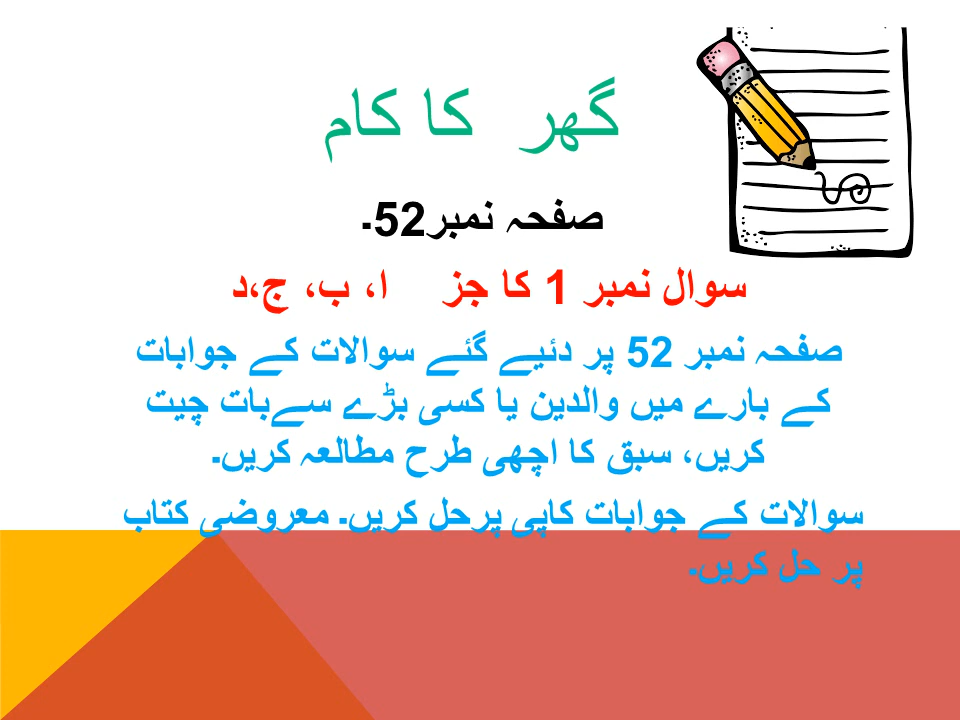 گھر کا کام
صفحہ نمبر52۔
سوال نمبر 1 کا جز ا، ب، ج،د
صفحہ نمبر 52 پر دئیے گئے سوالات کے جوابات
کے بارے میں والدین یا کسی بڑے سےبات چیت
کریں، سبق کا اچھی طرح مطالعہ کریں۔
سوالات کے جوابات کاپی پرحل کریں۔ معروضی کتاب
پر حل کریں۔